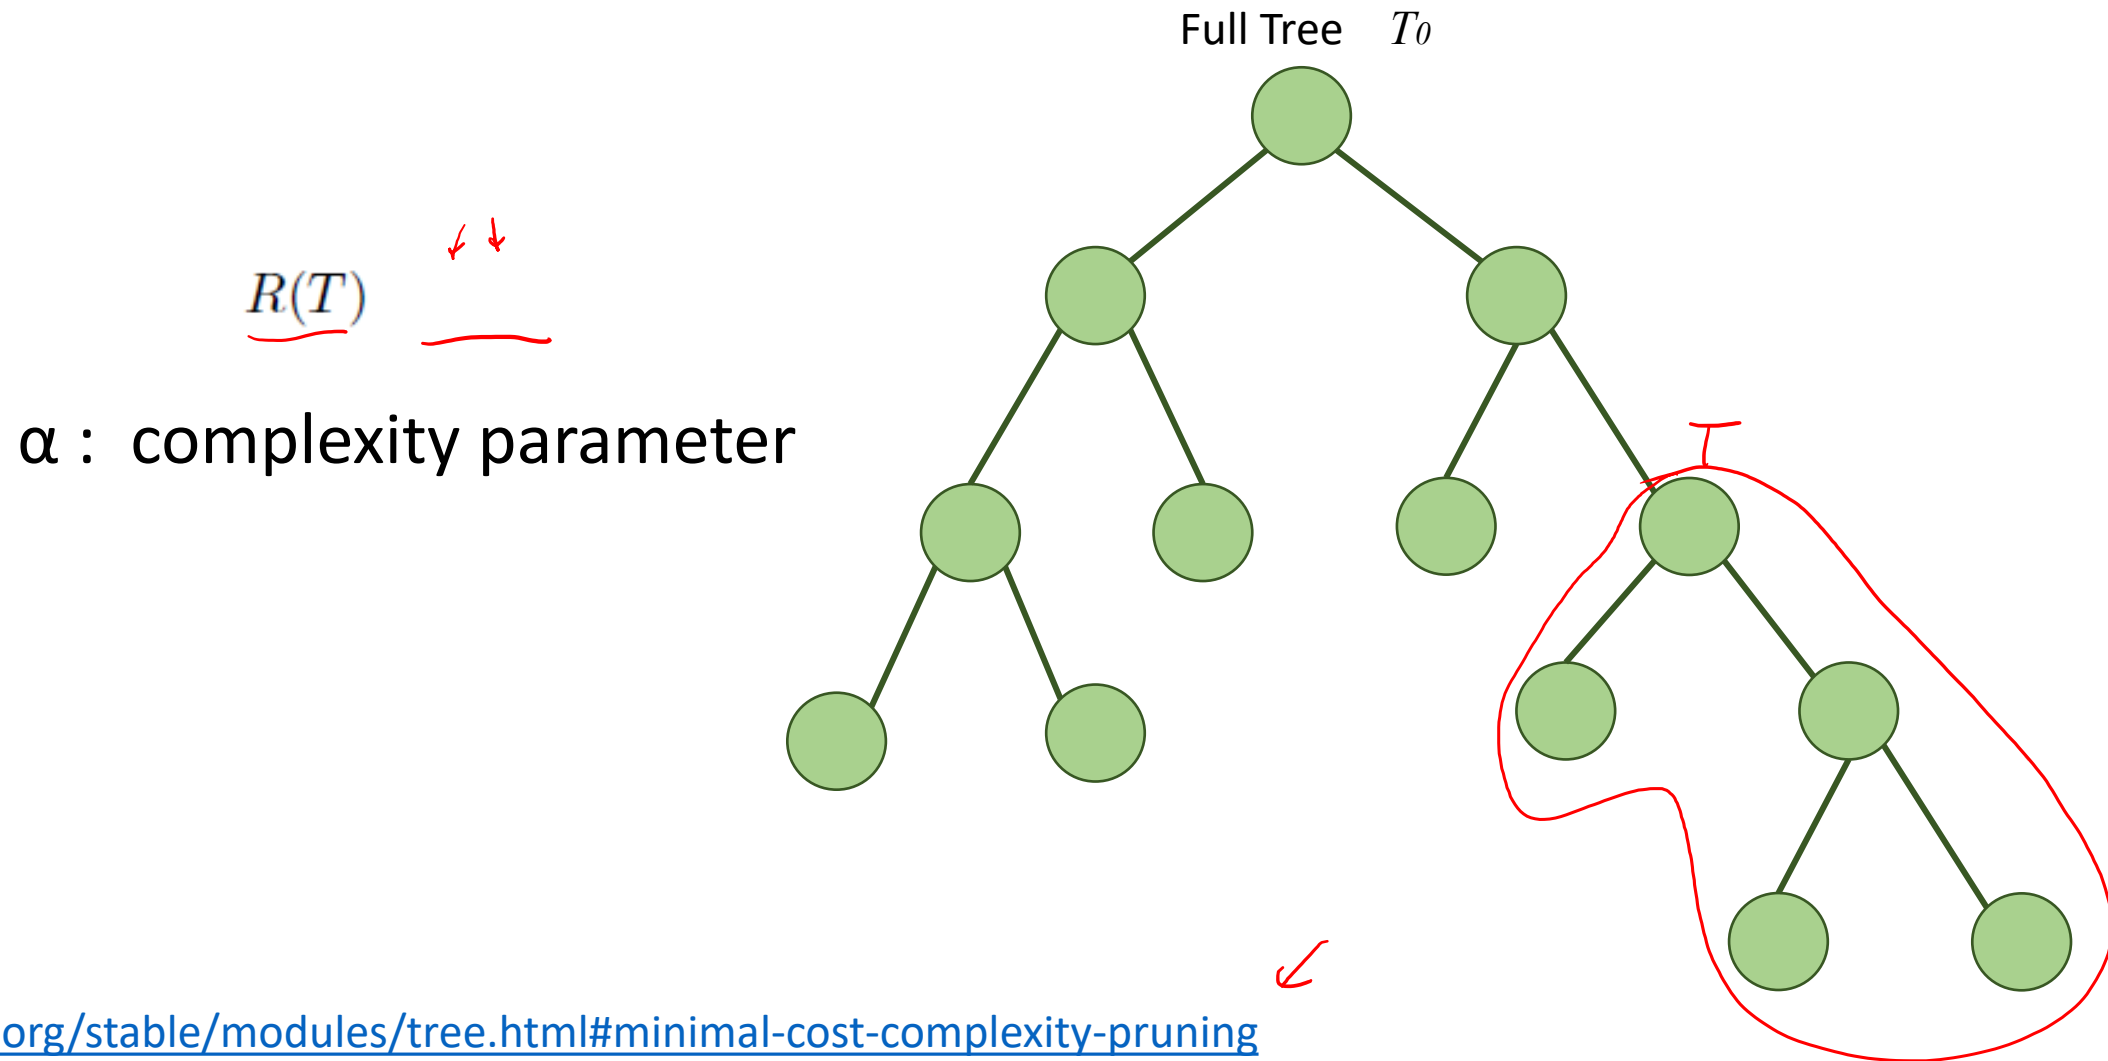 Full Tree T0
R(T)
α : complexity parameter
T
org/stable/modules/tree.html#minimal-cost-complexity-pruning